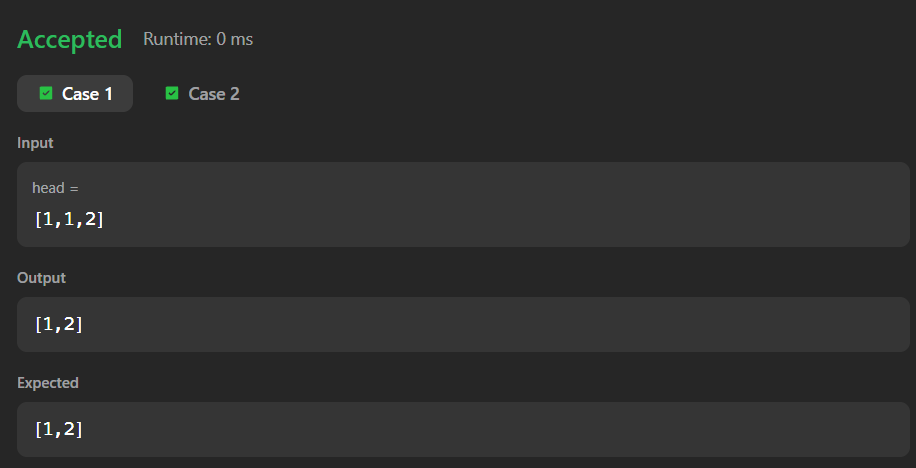 Accepted Runtime: 0 ms
Case 1 Case 2
Input
head =
[1,1,2]
Output
[1,2]
Expected
[1,2]